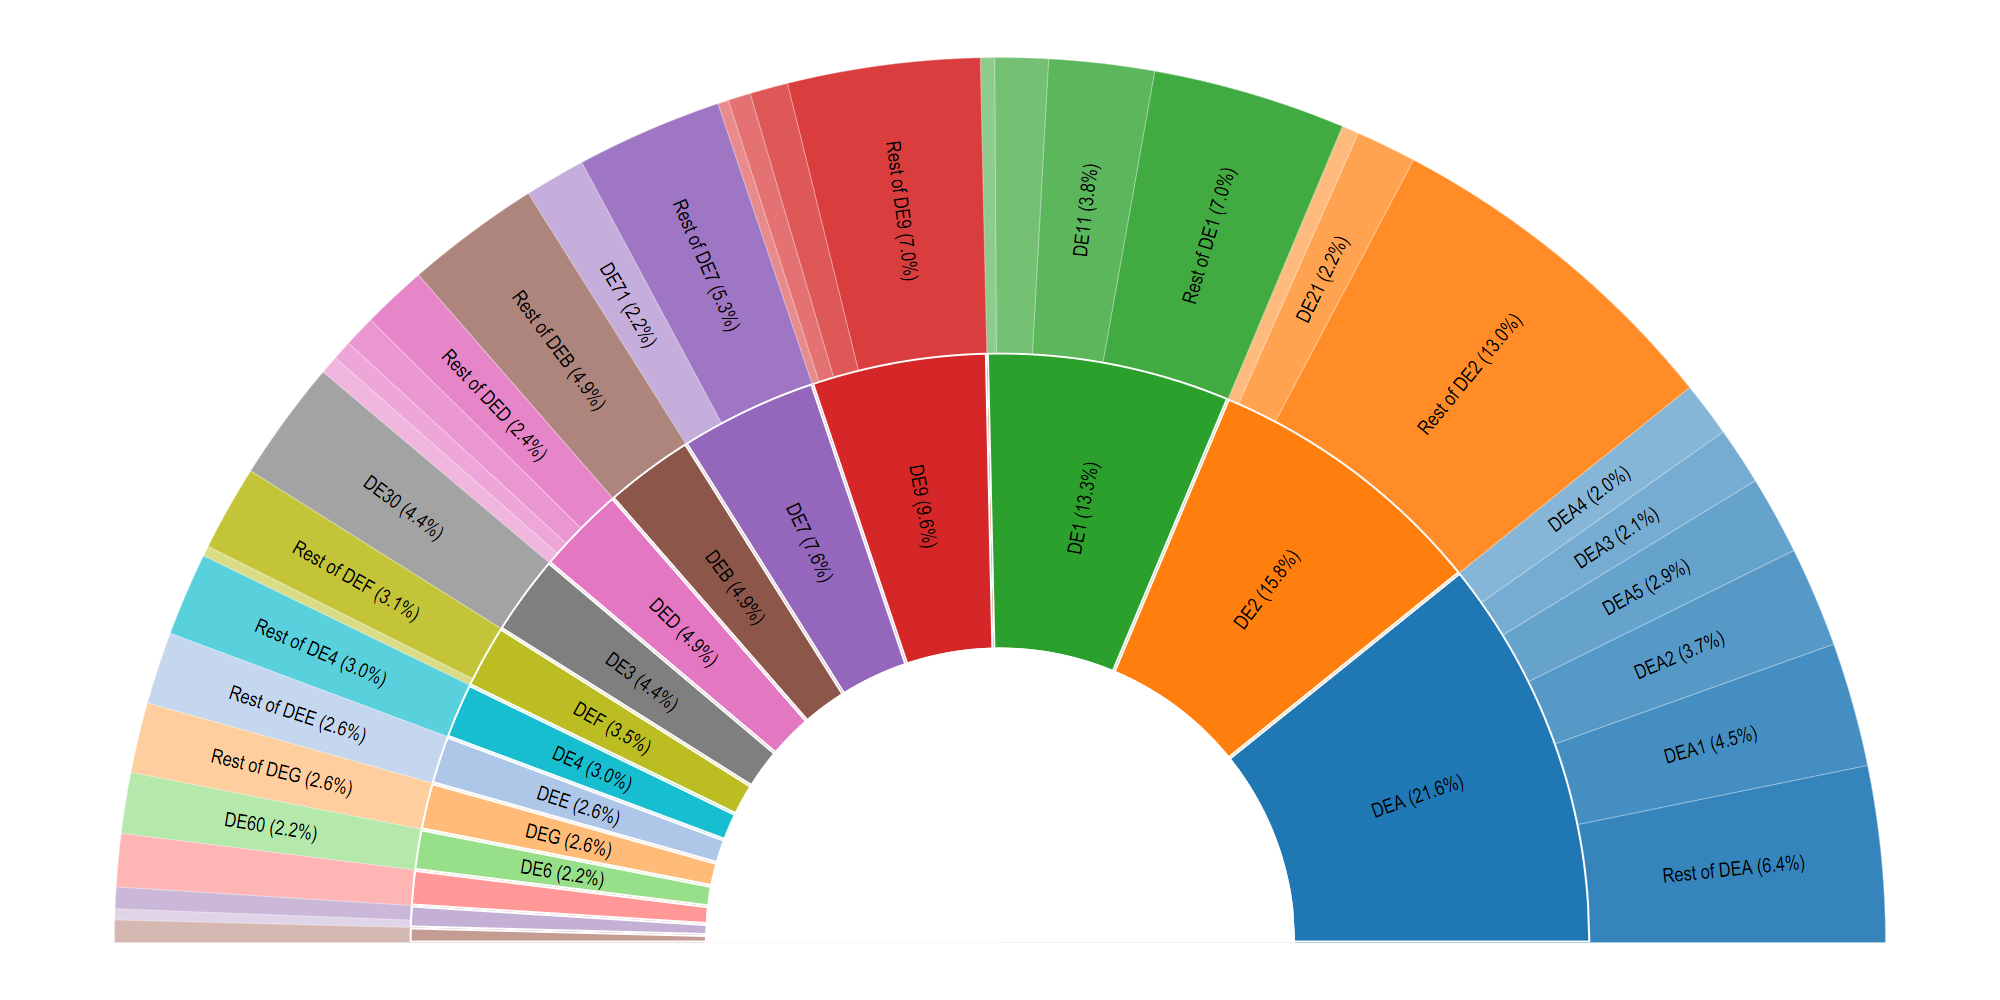 Rest of DE9 (7.0%)
DE11 (3.8%)
Rest of DE1 (7.0%)
DE21 (2.2%)
Rest of DE2 (13.0%)
Rest of DE7 (5.3%)
DE71 (2.2%)
Rest of DEB (4.9%)
Rest of DED (2.4%)
DE30 (4.4%)
Rest of DEF (3.1%)
Rest of DE4 (3.0%)
Rest of DEE (2.6%)
Rest of DEG (2.6%)
DE60 (2.2%)
DEA4 (2.0%)
DEA3 (2.1%)
DEA5 (2.9%)
DEA2 (3.7%)
DEA1 (4.5%)
Rest of DEA (6.4%)
DE9 (9.6%)
DE1 (13.3%)
DE2 (15.8%)
DEA (21.6%)
DE7 (7.6%)
DEB (4.9%)
DED (4.9%)
DE3 (4.4%)
DEF (3.5%)
DE4 (3.0%)
DEE (2.6%)
DEG (2.6%)
DE6 (2.2%)